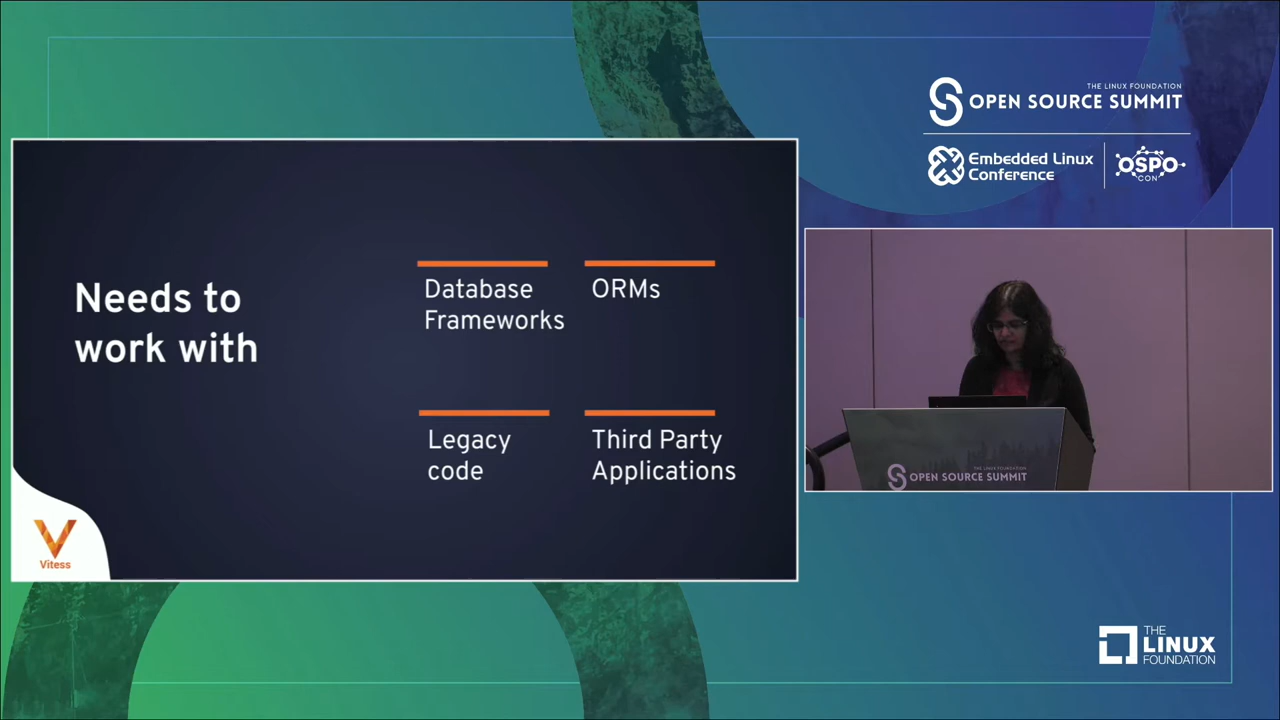 THE LINUX FOUNDATION
OPEN SOURCE SUMMIT
Embedded Linux
Conference
OSPO
CON
Needs to
work with
Database
Frameworks
ORMs
Legacy
code
Third Party
Applications
Vitess
THE LINUX FOUNDATION
OPEN SOURCE SUMMIT
THE
LINUX
FOUNDATION